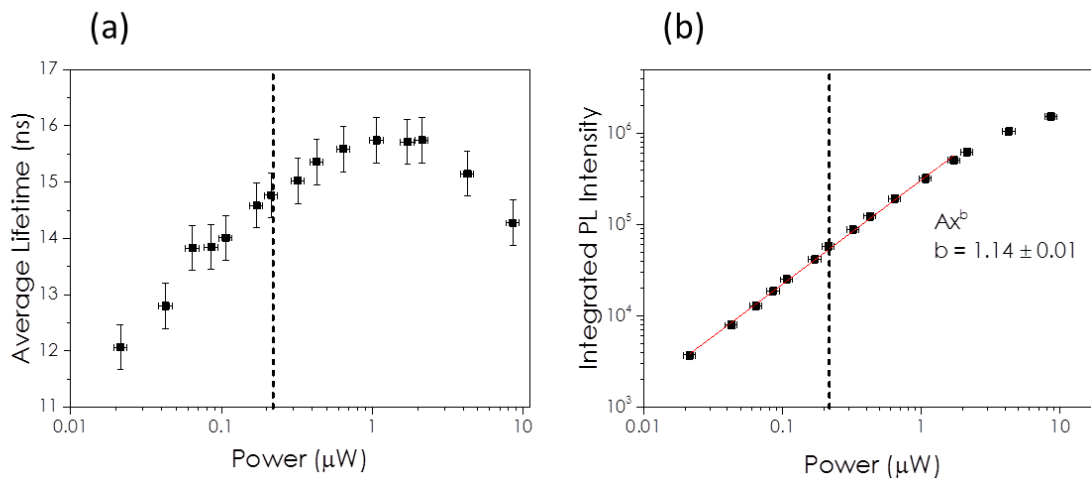 (a)
17
16
15
14
13
12
11
Average Lifetime (ns)
0.01
0.1
1
10
Power (μW)
(b)
10⁶
10⁵
10⁴
10³
Integrated PL Intensity
Axᵇ
b = 1.14 ± 0.01
0.01
0.1
1
10
Power (μW)